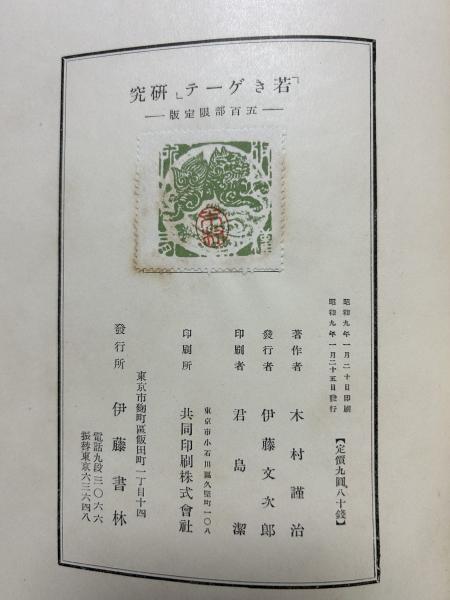 「若きゲーテ」研究
五百部限定版
昭和九年一月二十日印刷
昭和九年一月二十五日發行
【定價九圓八十錢】
著作者 木村謹治
發行者 伊藤文次郎
印刷者 君島潔
東京市小石川區久堅町一〇八
印刷所 共同印刷株式會社
東京市麴町區飯田町一丁目十四
發行所 伊藤書林
電話九段三〇六六
振替東京六三六四八